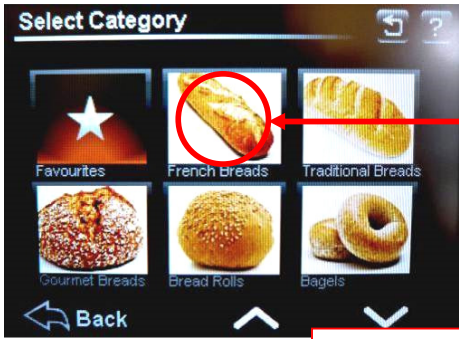 Select Category
?
Favourites
French Breads
Traditional Breads
Gourmet Breads
Bread Rolls
Bagels
Back